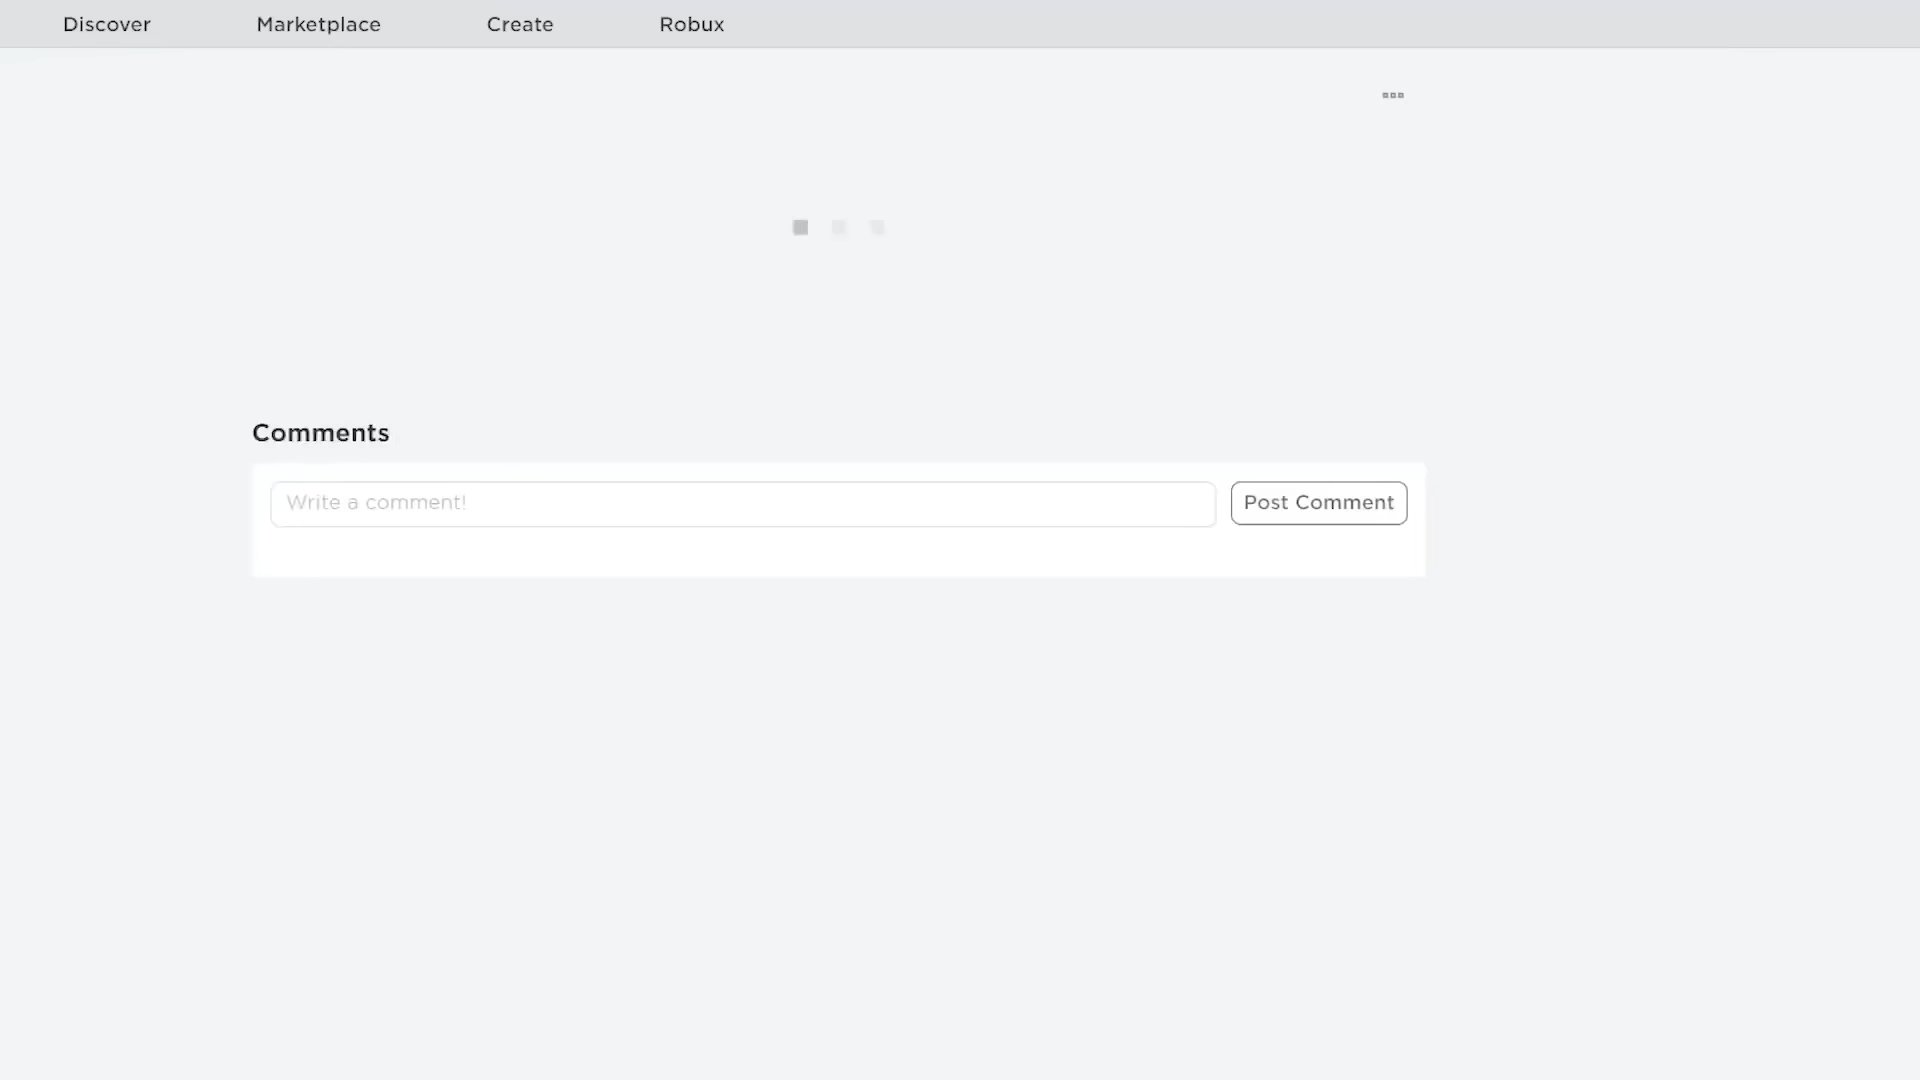 Discover Marketplace Create Robux
Comments
Write a comment! Post Comment